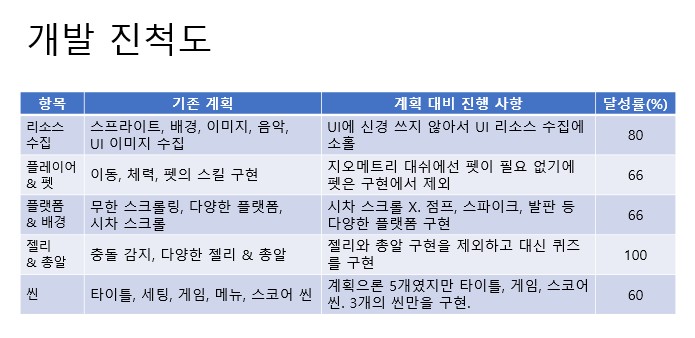 개발 진척도
항목 기존 계획 계획 대비 진행 사항 달성률(%)
리소스
수집
스프라이트, 배경, 이미지, 음악,
UI 이미지 수집
UI에 신경 쓰지 않아서 UI 리소스 수집에
소홀
80
플레이어
& 펫
이동, 체력, 펫의 스킬 구현
지오메트리 대쉬에선 펫이 필요 없기에
펫은 구현에서 제외
66
플랫폼
& 배경
무한 스크롤링, 다양한 플랫폼,
시차 스크롤
시차 스크롤 X. 점프, 스파이크, 발판 등
다양한 플랫폼 구현
66
젤리
& 총알
충돌 감지, 다양한 젤리 & 총알
젤리와 총알 구현을 제외하고 대신 퀴즈
를 구현
100
씬
타이틀, 세팅, 게임, 메뉴, 스코어 씬
계획으론 5개였지만 타이틀, 게임, 스코어
씬. 3개의 씬만을 구현.
60